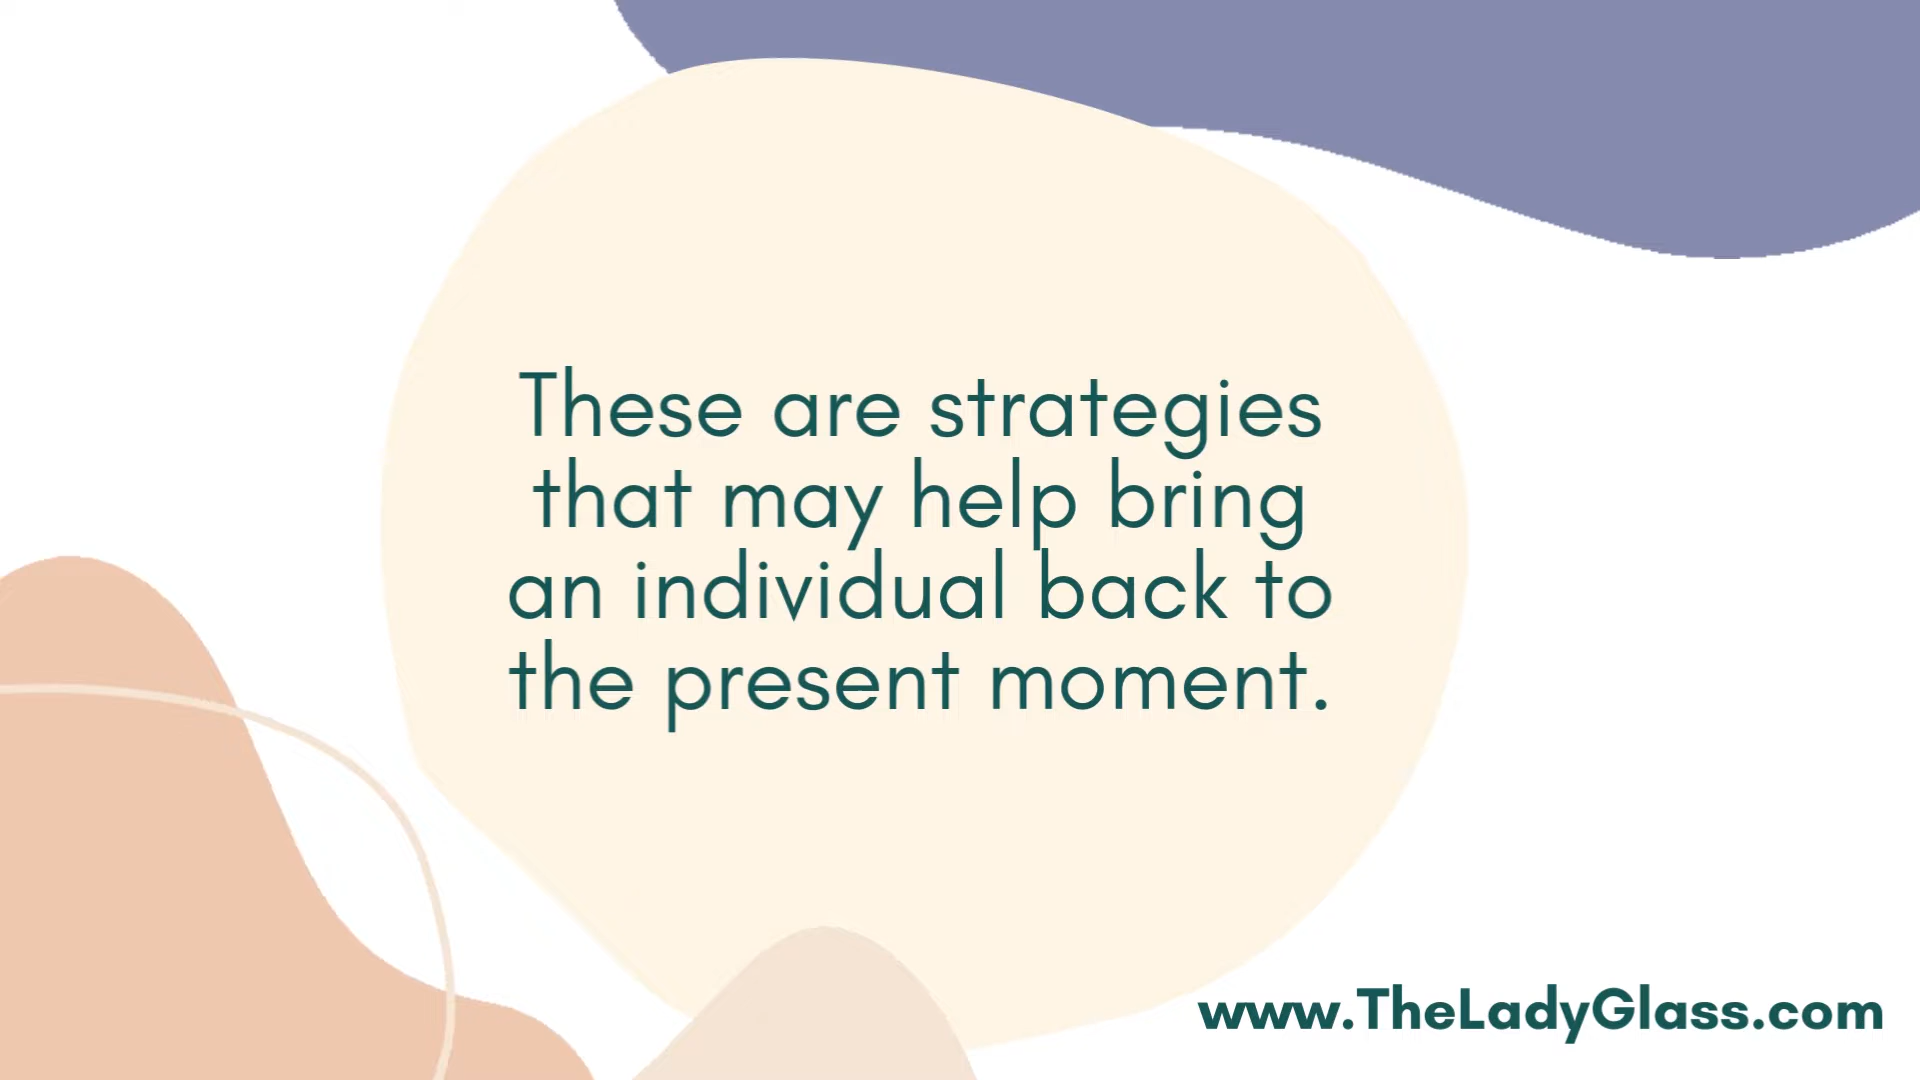 These are strategies
that may help bring
an individual back to
the present moment.
www.TheLadyGlass.com